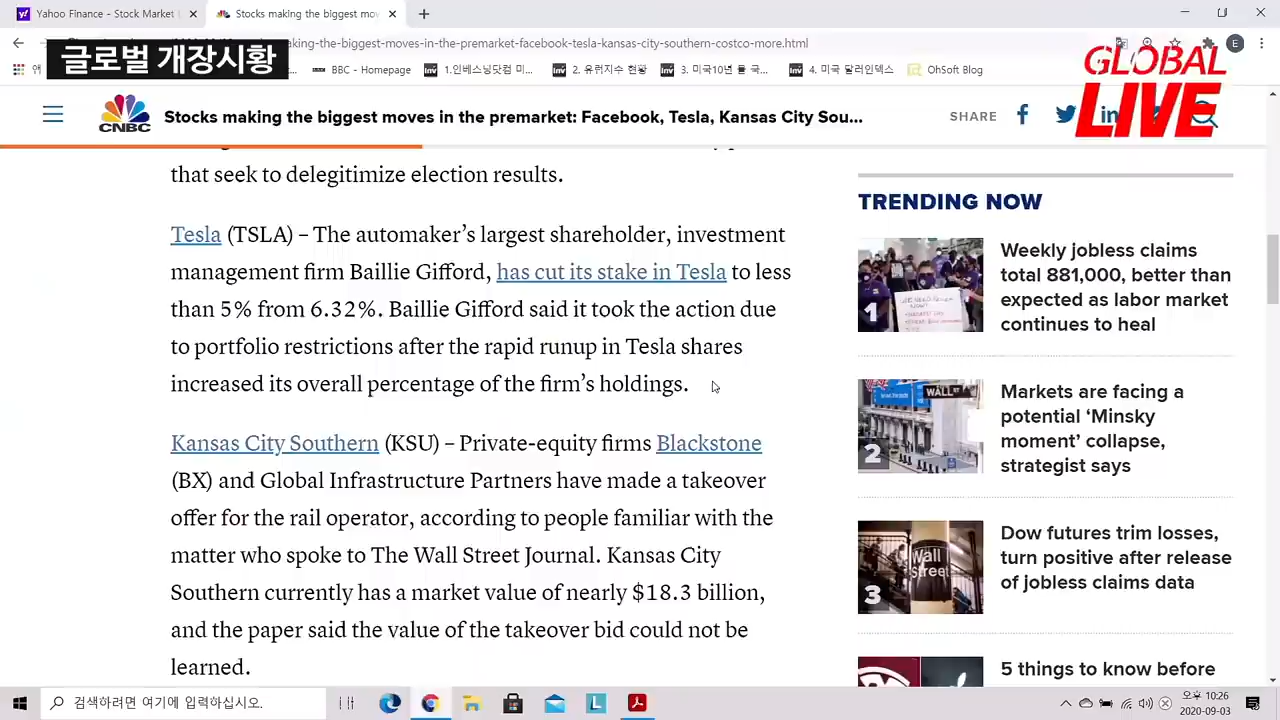 Yahoo Finance - Stock Market Li
Stocks making the biggest mov
aking-the-biggest-moves-in-the-premarket-facebook-tesla-kansas-city-southern-costco-more.html
E
글로벌 개장시황
BBC - Homepage
1.인베스팅닷컴 미...
2. 유럽지수 현황
3. 미국10년 물 국...
4. 미국 달러인덱스
OhSoft Blog
GLOBAL
LIVE
CNBC
Stocks making the biggest moves in the premarket: Facebook, Tesla, Kansas City Sou...
SHARE
that seek to delegitimize election results.
Tesla (TSLA) – The automaker’s largest shareholder, investment
management firm Baillie Gifford, has cut its stake in Tesla to less
than 5% from 6.32%. Baillie Gifford said it took the action due
to portfolio restrictions after the rapid runup in Tesla shares
increased its overall percentage of the firm’s holdings.
Kansas City Southern (KSU) – Private-equity firms Blackstone
(BX) and Global Infrastructure Partners have made a takeover
offer for the rail operator, according to people familiar with the
matter who spoke to The Wall Street Journal. Kansas City
Southern currently has a market value of nearly $18.3 billion,
and the paper said the value of the takeover bid could not be
learned.
TRENDING NOW
1
Weekly jobless claims
total 881,000, better than
expected as labor market
continues to heal
WALL ST
2
Markets are facing a
potential ‘Minsky
moment’ collapse,
strategist says
Wall
Street
3
Dow futures trim losses,
turn positive after release
of jobless claims data
5 things to know before
검색하려면 여기에 입력하십시오.
오후 10:26
2020-09-03